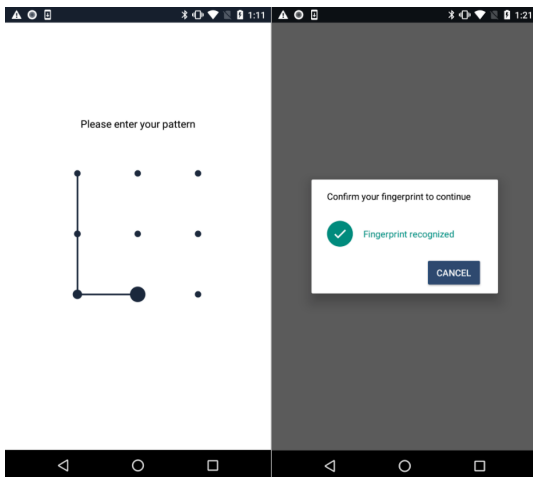 1:11
Please enter your pattern
1:21
Confirm your fingerprint to continue
Fingerprint recognized
CANCEL